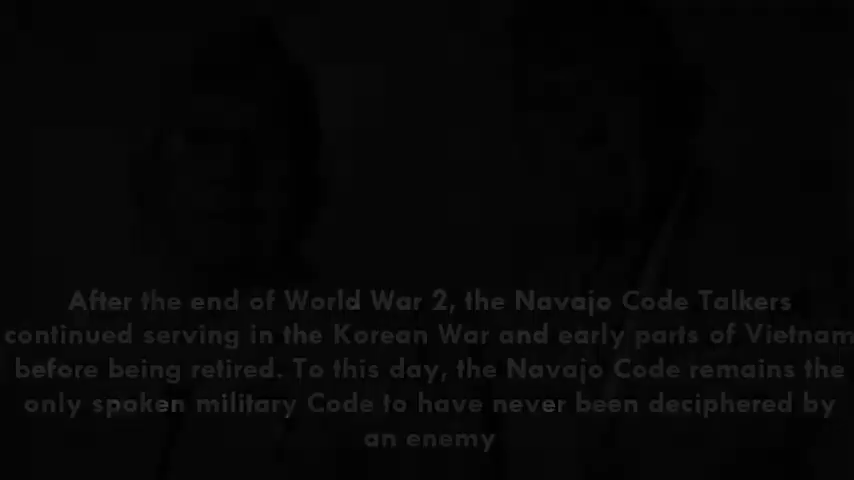 After the end of World War 2, the Navajo Code Talkers
continued serving in the Korean War and early parts of Vietnam
before being retired. To this day, the Navajo Code remains the
only spoken military Code to have never been deciphered by
an enemy